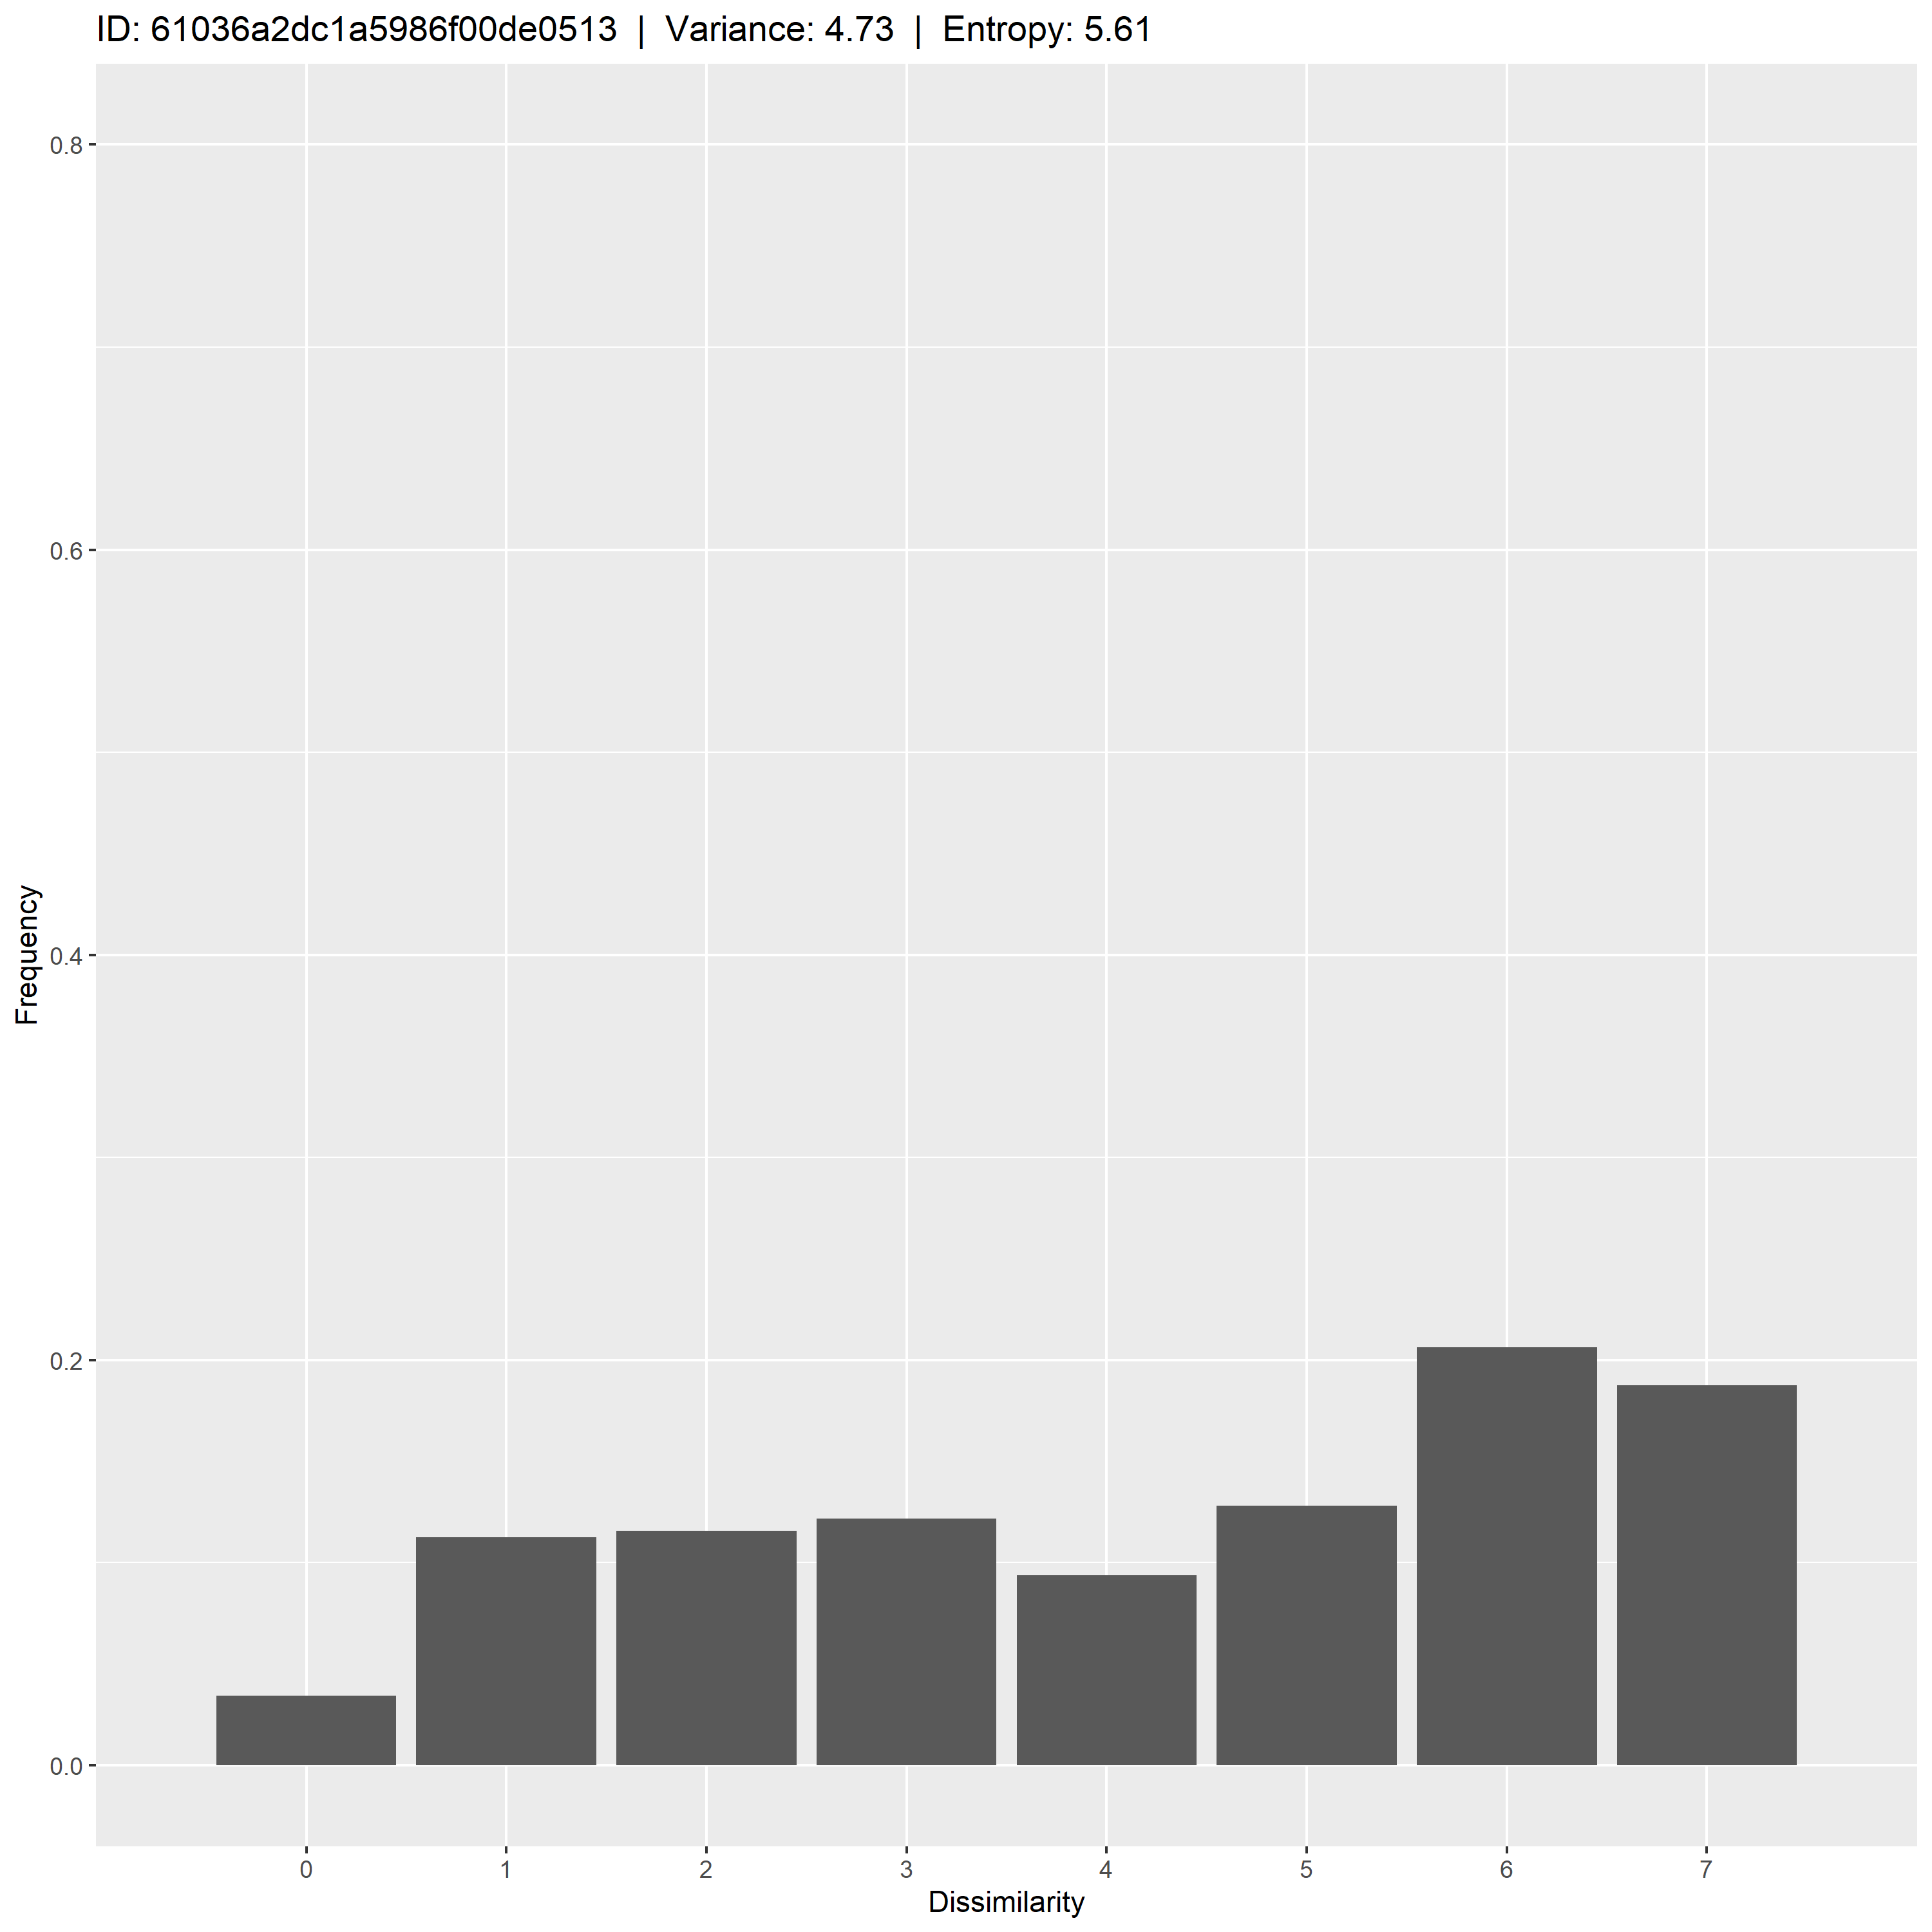 ID: 61036a2dc1a5986f00de0513 | Variance: 4.73 | Entropy: 5.61
0.8
0.6
0.4
0.2
0.0
Frequency
0 1 2 3 4 5 6 7
Dissimilarity